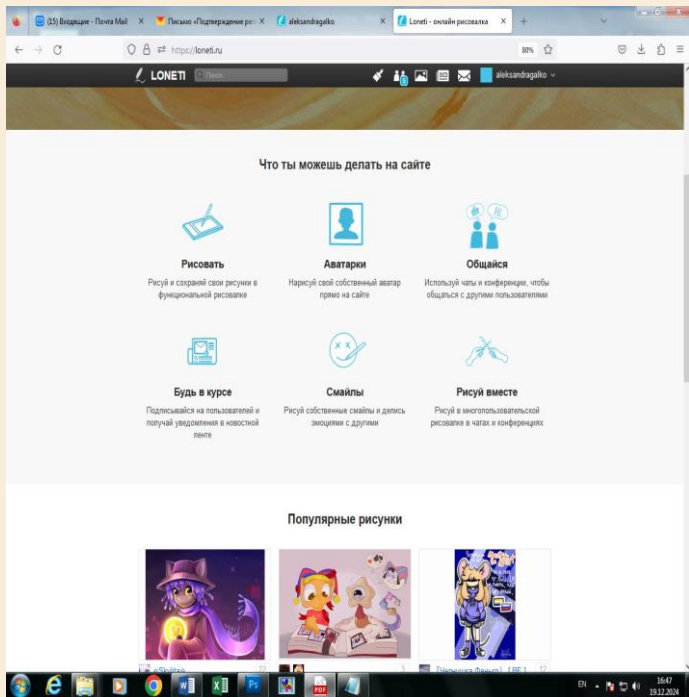 (15) Входящие - Почта Mail
Письмо «Подтверждение рег
aleksandragalko
Loneti - онлайн рисовалка
https://loneti.ru
80%
LONETI
Поиск
aleksandragalko
Что ты можешь делать на сайте
Рисовать
Аватарки
Общайся
Рисуй и сохраняй свои рисунки в
функциональной рисовалке
Нарисуй свой собственный аватар
прямо на сайте
Используй чаты и конференции, чтобы
общаться с другими пользователями
Будь в курсе
Смайлы
Рисуй вместе
Подписывайся на пользователей и
получай уведомления в новостной
ленте
Рисуй собственные смайлы и делись
эмоциями с другими
Рисуй в многопользовательской
рисовалке в чатах и конференциях
Популярные рисунки
22
3
12
EN
16:47
19.12.2024